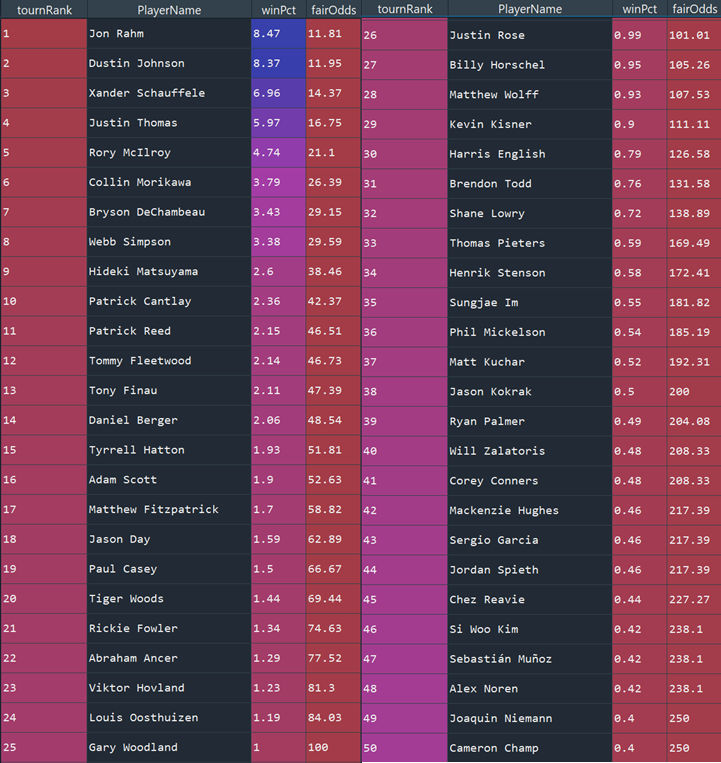 tournRank PlayerName winPct fairOdds
1 Jon Rahm 8.47 11.81
2 Dustin Johnson 8.37 11.95
3 Xander Schauffele 6.96 14.37
4 Justin Thomas 5.97 16.75
5 Rory McIlroy 4.74 21.1
6 Collin Morikawa 3.79 26.39
7 Bryson DeChambeau 3.43 29.15
8 Webb Simpson 3.38 29.59
9 Hideki Matsuyama 2.6 38.46
10 Patrick Cantlay 2.36 42.37
11 Patrick Reed 2.15 46.51
12 Tommy Fleetwood 2.14 46.73
13 Tony Finau 2.11 47.39
14 Daniel Berger 2.06 48.54
15 Tyrrell Hatton 1.93 51.81
16 Adam Scott 1.9 52.63
17 Matthew Fitzpatrick 1.7 58.82
18 Jason Day 1.59 62.89
19 Paul Casey 1.5 66.67
20 Tiger Woods 1.44 69.44
21 Rickie Fowler 1.34 74.63
22 Abraham Ancer 1.29 77.52
23 Viktor Hovland 1.23 81.3
24 Louis Oosthuizen 1.19 84.03
25 Gary Woodland 1 100
tournRank PlayerName winPct fairOdds
26 Justin Rose 0.99 101.01
27 Billy Horschel 0.95 105.26
28 Matthew Wolff 0.93 107.53
29 Kevin Kisner 0.9 111.11
30 Harris English 0.79 126.58
31 Brendon Todd 0.76 131.58
32 Shane Lowry 0.72 138.89
33 Thomas Pieters 0.59 169.49
34 Henrik Stenson 0.58 172.41
35 Sungjae Im 0.55 181.82
36 Phil Mickelson 0.54 185.19
37 Matt Kuchar 0.52 192.31
38 Jason Kokrak 0.5 200
39 Ryan Palmer 0.49 204.08
40 Will Zalatoris 0.48 208.33
41 Corey Conners 0.48 208.33
42 Mackenzie Hughes 0.46 217.39
43 Sergio Garcia 0.46 217.39
44 Jordan Spieth 0.46 217.39
45 Chez Reavie 0.44 227.27
46 Si Woo Kim 0.42 238.1
47 Sebastián Muñoz 0.42 238.1
48 Alex Noren 0.42 238.1
49 Joaquin Niemann 0.4 250
50 Cameron Champ 0.4 250